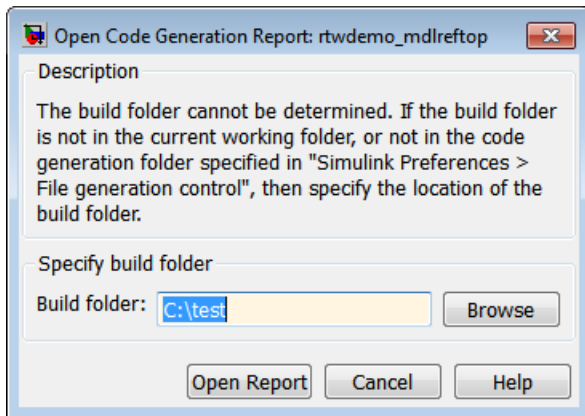 Open Code Generation Report: rtwdemo_mdlreftop
Description
The build folder cannot be determined. If the build folder
is not in the current working folder, or not in the code
generation folder specified in "Simulink Preferences >
File generation control", then specify the location of the
build folder.
Specify build folder
Build folder: C:\test Browse
Open Report Cancel Help